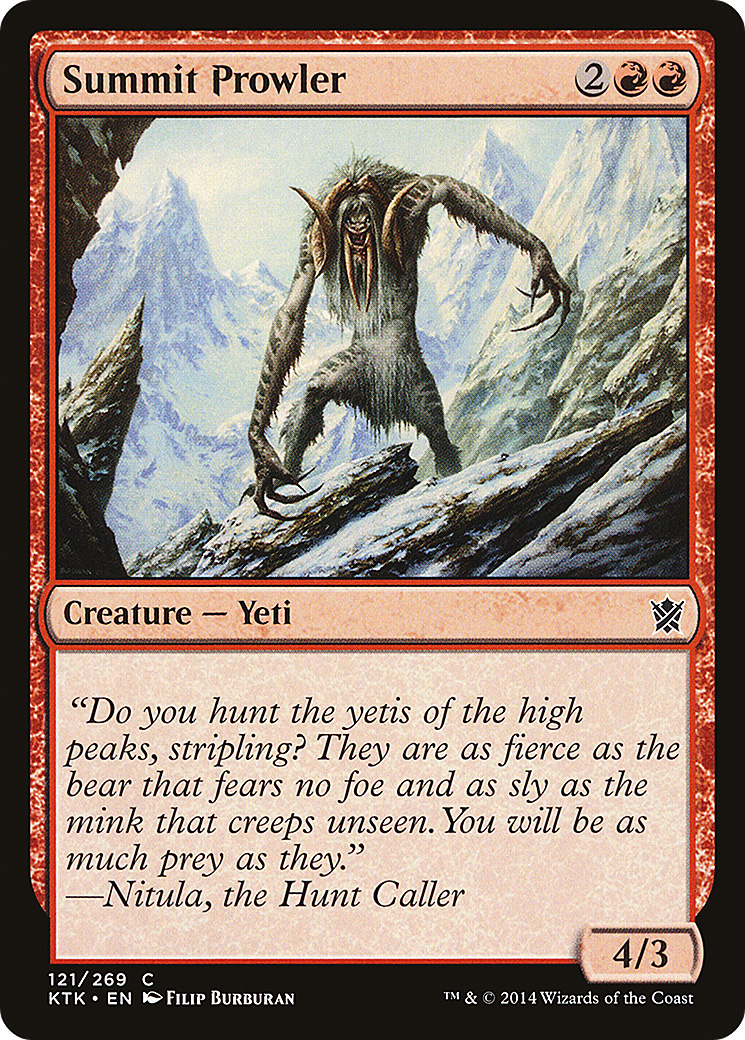 Summit Prowler 2
Creature — Yeti
“Do you hunt the yetis of the high
peaks, stripling? They are as fierce as the
bear that fears no foe and as sly as the
mink that creeps unseen. You will be as
much prey as they.”
—Nitula, the Hunt Caller
4/3
121/269 C
KTK • EN Filip Burburan
™ & © 2014 Wizards of the Coast